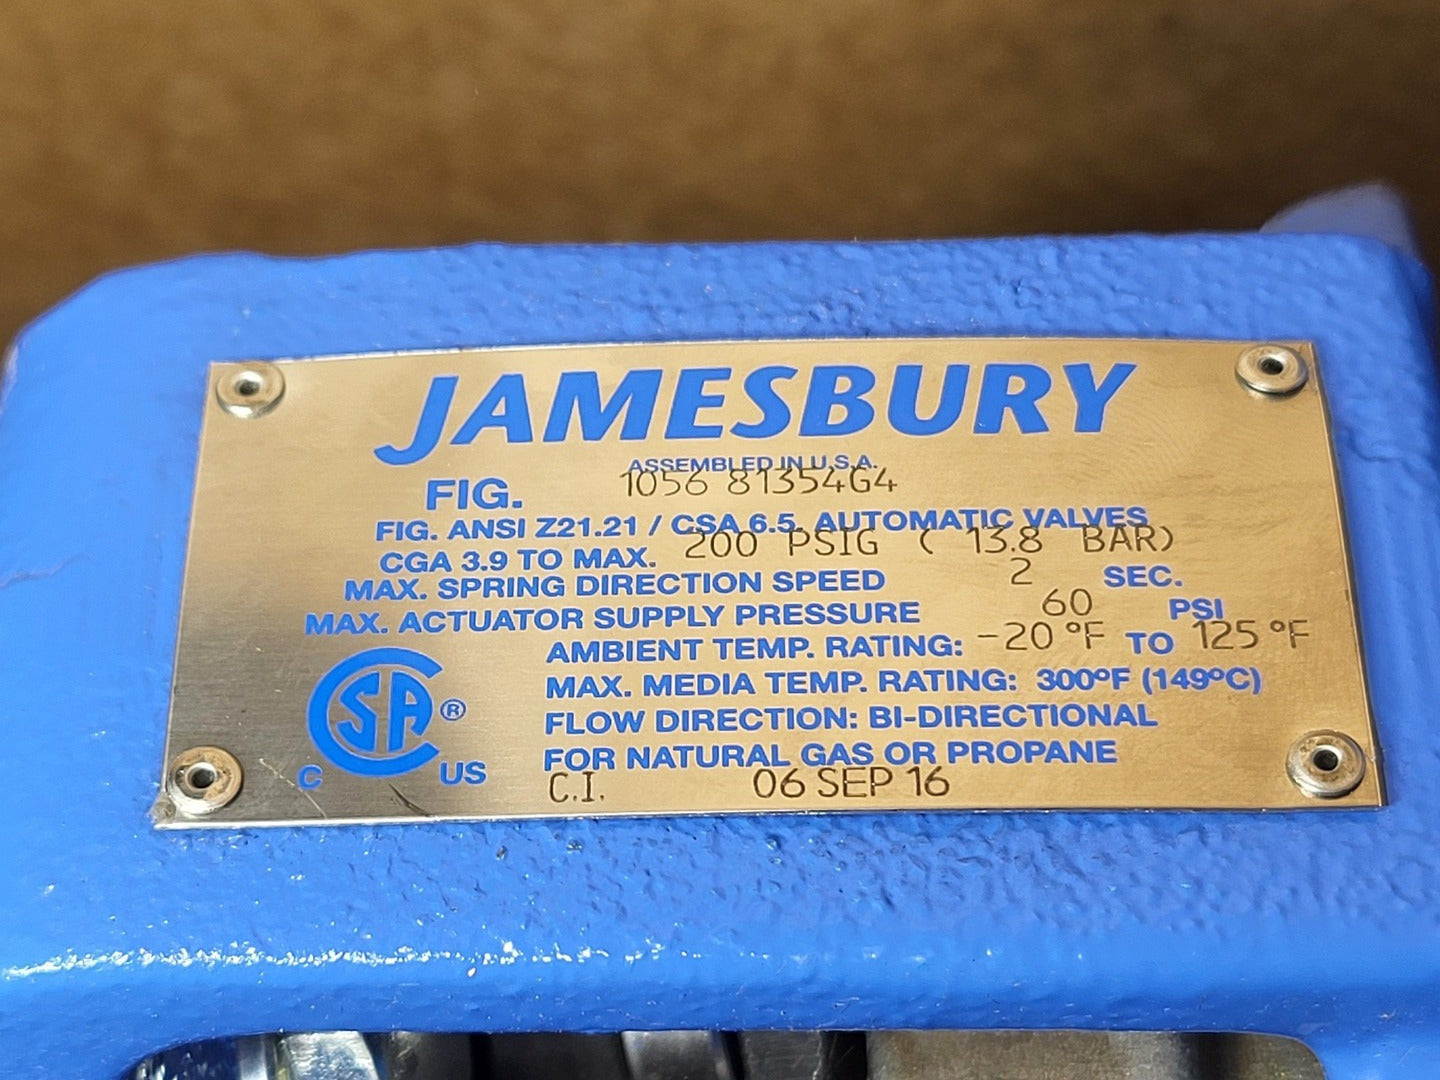 JAMESBURY
ASSEMBLED IN U.S.A.
FIG. 1056 81354G4
FIG. ANSI Z21.21 / CSA 6.5. AUTOMATIC VALVES
CGA 3.9 TO MAX. 200 PSIG ( 13.8 BAR)
MAX. SPRING DIRECTION SPEED 2 SEC.
MAX. ACTUATOR SUPPLY PRESSURE 60 PSI
AMBIENT TEMP. RATING: -20 °F TO 125 °F
MAX. MEDIA TEMP. RATING: 300ºF (149ºC)
FLOW DIRECTION: BI-DIRECTIONAL
FOR NATURAL GAS OR PROPANE
CSA ®
C US
C.I. 06 SEP 16